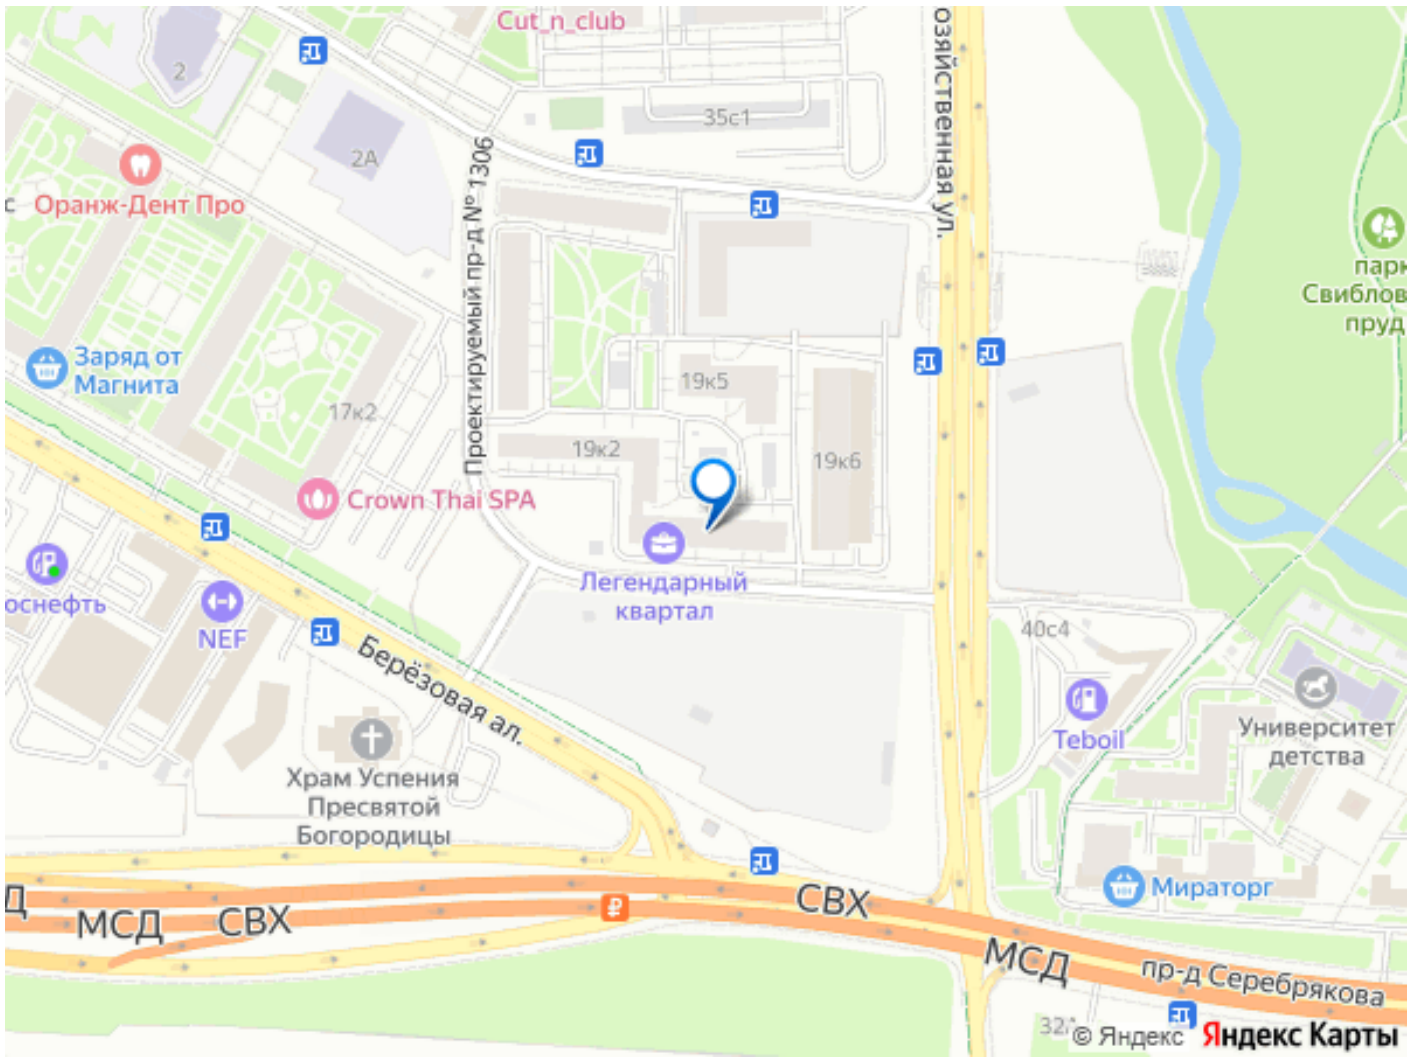 Cut_n_club
озяйственная ул.
2
35с1
2А
Проектируемый пр-д № 1306
с
Оранж-Дент Про
парк
Свиблов
пруд
Заряд от
Магнита
19к5
17к2
19к2
19к6
Crown Thai SPA
Легендарный
квартал
оснефть
NEF
40с4
Берёзовая ал.
Teboil
Университет
детства
Храм Успения
Пресвятой
Богородицы
Мираторг
Д
МСД
СВХ
СВХ
МСД
пр-д Серебрякова
© Яндекс Яндекс Карты